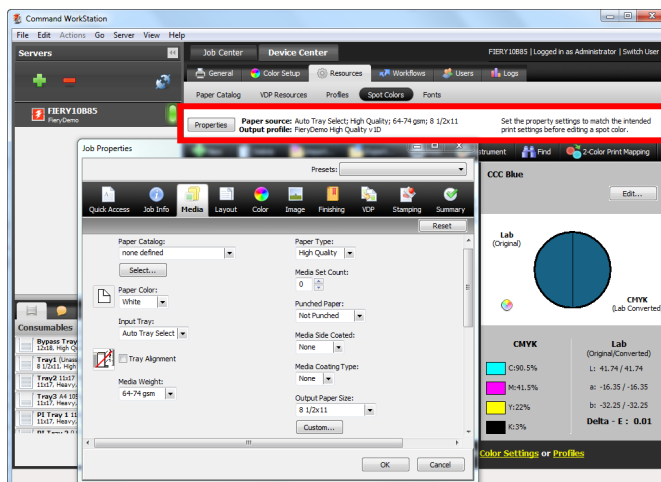 Command WorkStation
File Edit Actions Go Server View Help
Servers
Job Center Device Center
FIERY10B85 | Logged in as Administrator | Switch User
General Color Setup Resources Workflows Users Logs
Paper Catalog VDP Resources Profiles Spot Colors Fonts
FIERY10B85
FieryDemo
Properties
Paper source: Auto Tray Select; High Quality; 64-74 gsm; 8 1/2x11
Output profile: FieryDemo High Quality v1D
Set the property settings to match the intended
print settings before editing a spot color.
Job Properties
Find 2-Color Print Mapping
Presets:
Quick Access Job Info Media Layout Color Image Finishing VDP Stamping Summary
Reset
Paper Catalog:
none defined
Select...
Paper Color:
White
Input Tray:
Auto Tray Select
Tray Alignment
Media Weight:
64-74 gsm
Paper Type:
High Quality
Media Set Count:
0
Punched Paper:
Not Punched
Media Side Coated:
None
Media Coating Type:
None
Output Paper Size:
8 1/2x11
Custom...
OK Cancel
CCC Blue
Edit...
Lab
(Original)
CMYK
(Lab Converted)
CMYK
C:90.5%
M:41.5%
Y:22%
K:3%
Lab
(Original/Converted)
L: 41.74 / 41.74
a: -16.35 / -16.35
b: -32.25 / -32.25
Delta - E : 0.01
Color Settings or Profiles
Consumables
Bypass Tray
12x18, High
Tray1
8 1/2x11, High
Tray2 11x17
11x17, Heavy,
Tray3 A4
11x17, Heavy,
PI Tray 1
11x17, Heavy,